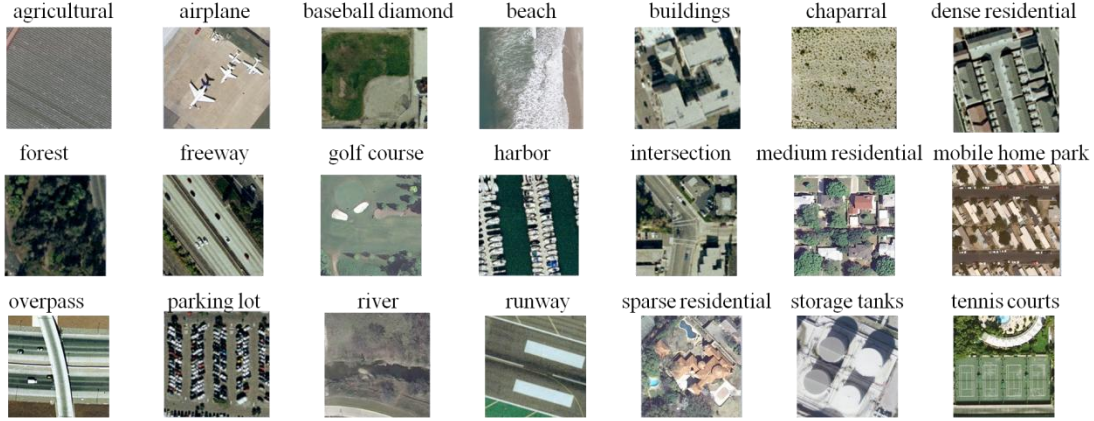 agricultural airplane baseball diamond beach buildings chaparral dense residential
forest freeway golf course harbor intersection medium residential mobile home park
overpass parking lot river runway sparse residential storage tanks tennis courts